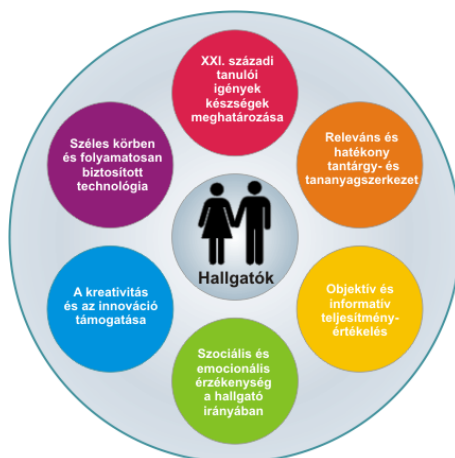 XXI. századi
tanulói
igények
készségek
meghatározása
Releváns és
hatékony
tantárgy- és
tananyagszerkezet
Objektív és
informatív
teljesítmény-
értékelés
Szociális és
emocionális
érzékenység
a hallgató
irányában
A kreativitás
és az innováció
támogatása
Széles körben
és folyamatosan
biztosított
technológia
Hallgatók